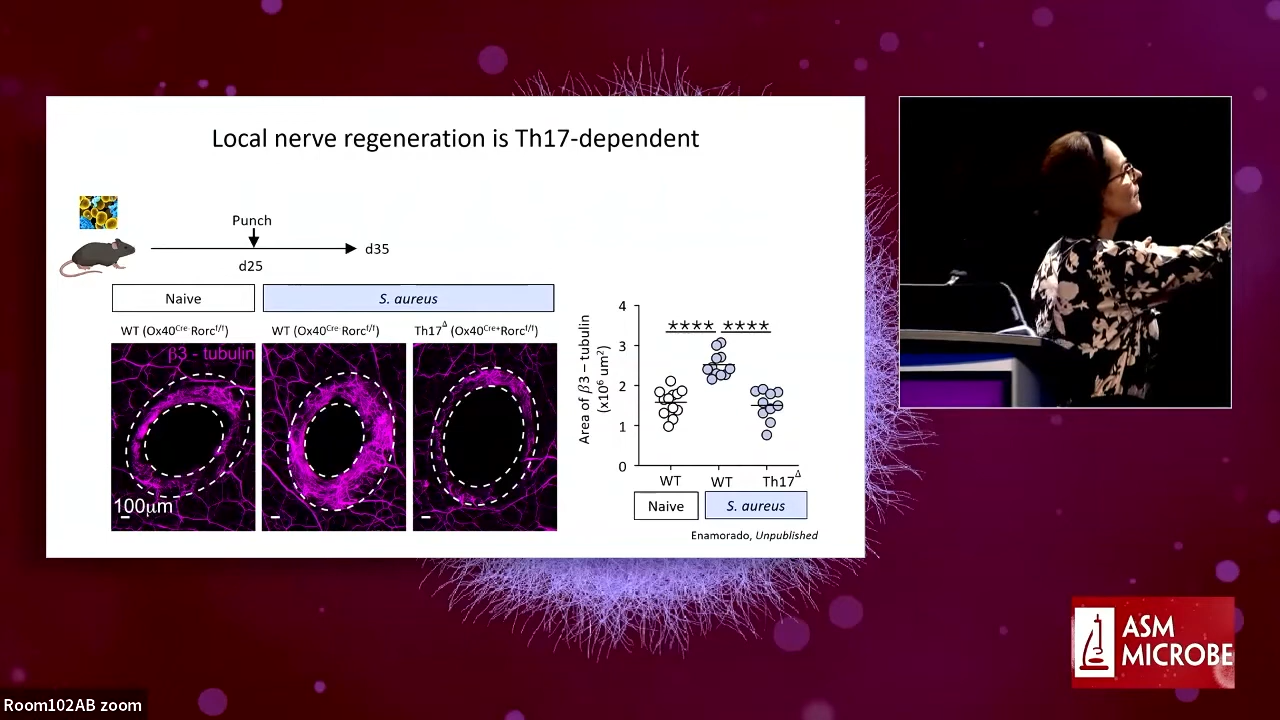 Local nerve regeneration is Th17-dependent
Punch
d25
d35
Naive
S. aureus
WT (Ox40Cre-Rorcf/f)
WT (Ox40Cre-Rorcf/f)
Th17Δ (Ox40Cre+Rorcf/f)
β3 - tubulin
100µm
Area of β3 – tubulin
(x10⁶ um²)
4
3
2
1
0
**** ****
WT
WT
Th17Δ
Naive
S. aureus
Enamorado, Unpublished
ASM
MICROBE
Room102AB zoom